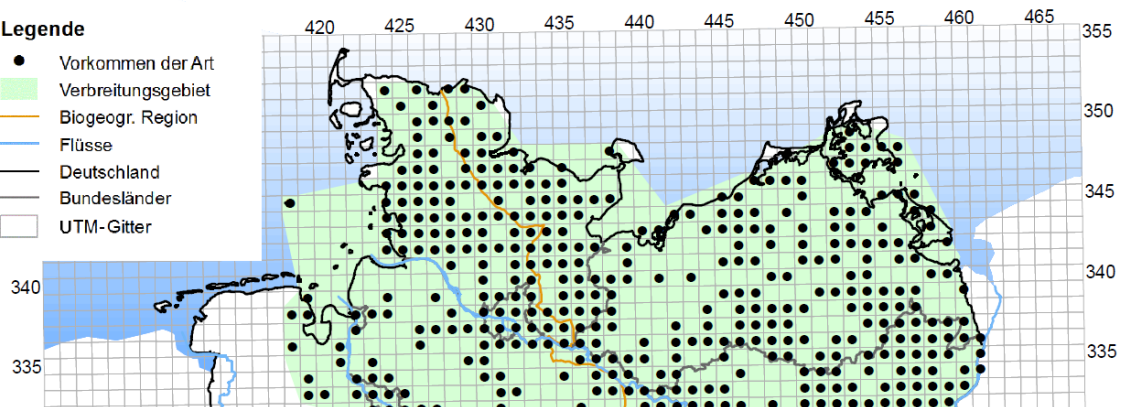 Legende
Vorkommen der Art
Verbreitungsgebiet
Biogeogr. Region
Flüsse
Deutschland
Bundesländer
UTM-Gitter
420 425 430 435 440 445 450 455 460 465
355
350
345
340 340
335 335